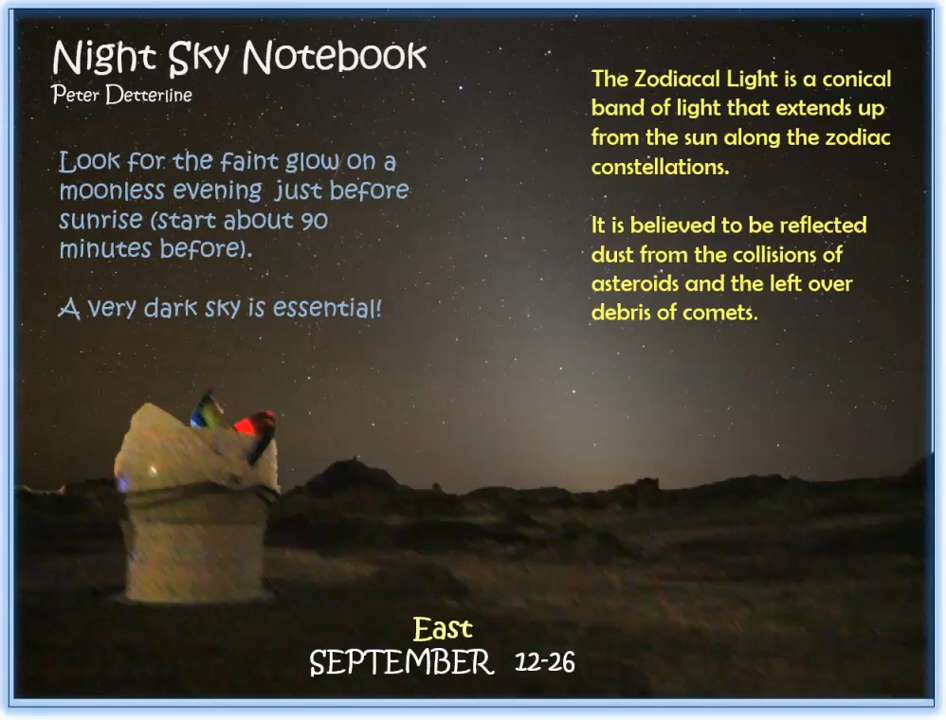 Night Sky Notebook
Peter Detterline
Look for the faint glow on a
moonless evening just before
sunrise (start about 90
minutes before).
A very dark sky is essential!
The Zodiacal Light is a conical
band of light that extends up
from the sun along the zodiac
constellations.
It is believed to be reflected
dust from the collisions of
asteroids and the left over
debris of comets.
East
SEPTEMBER 12-26